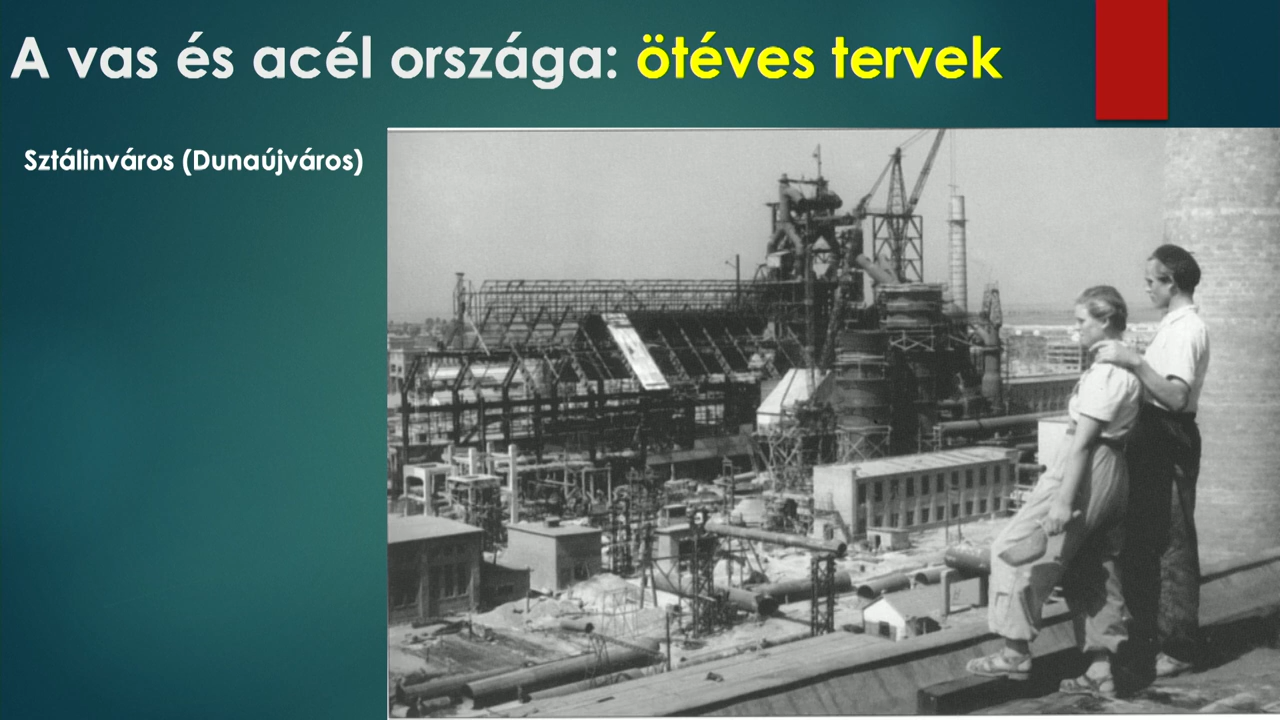 A vas és acél országa: ötéves tervek
Sztálinváros (Dunaújváros)